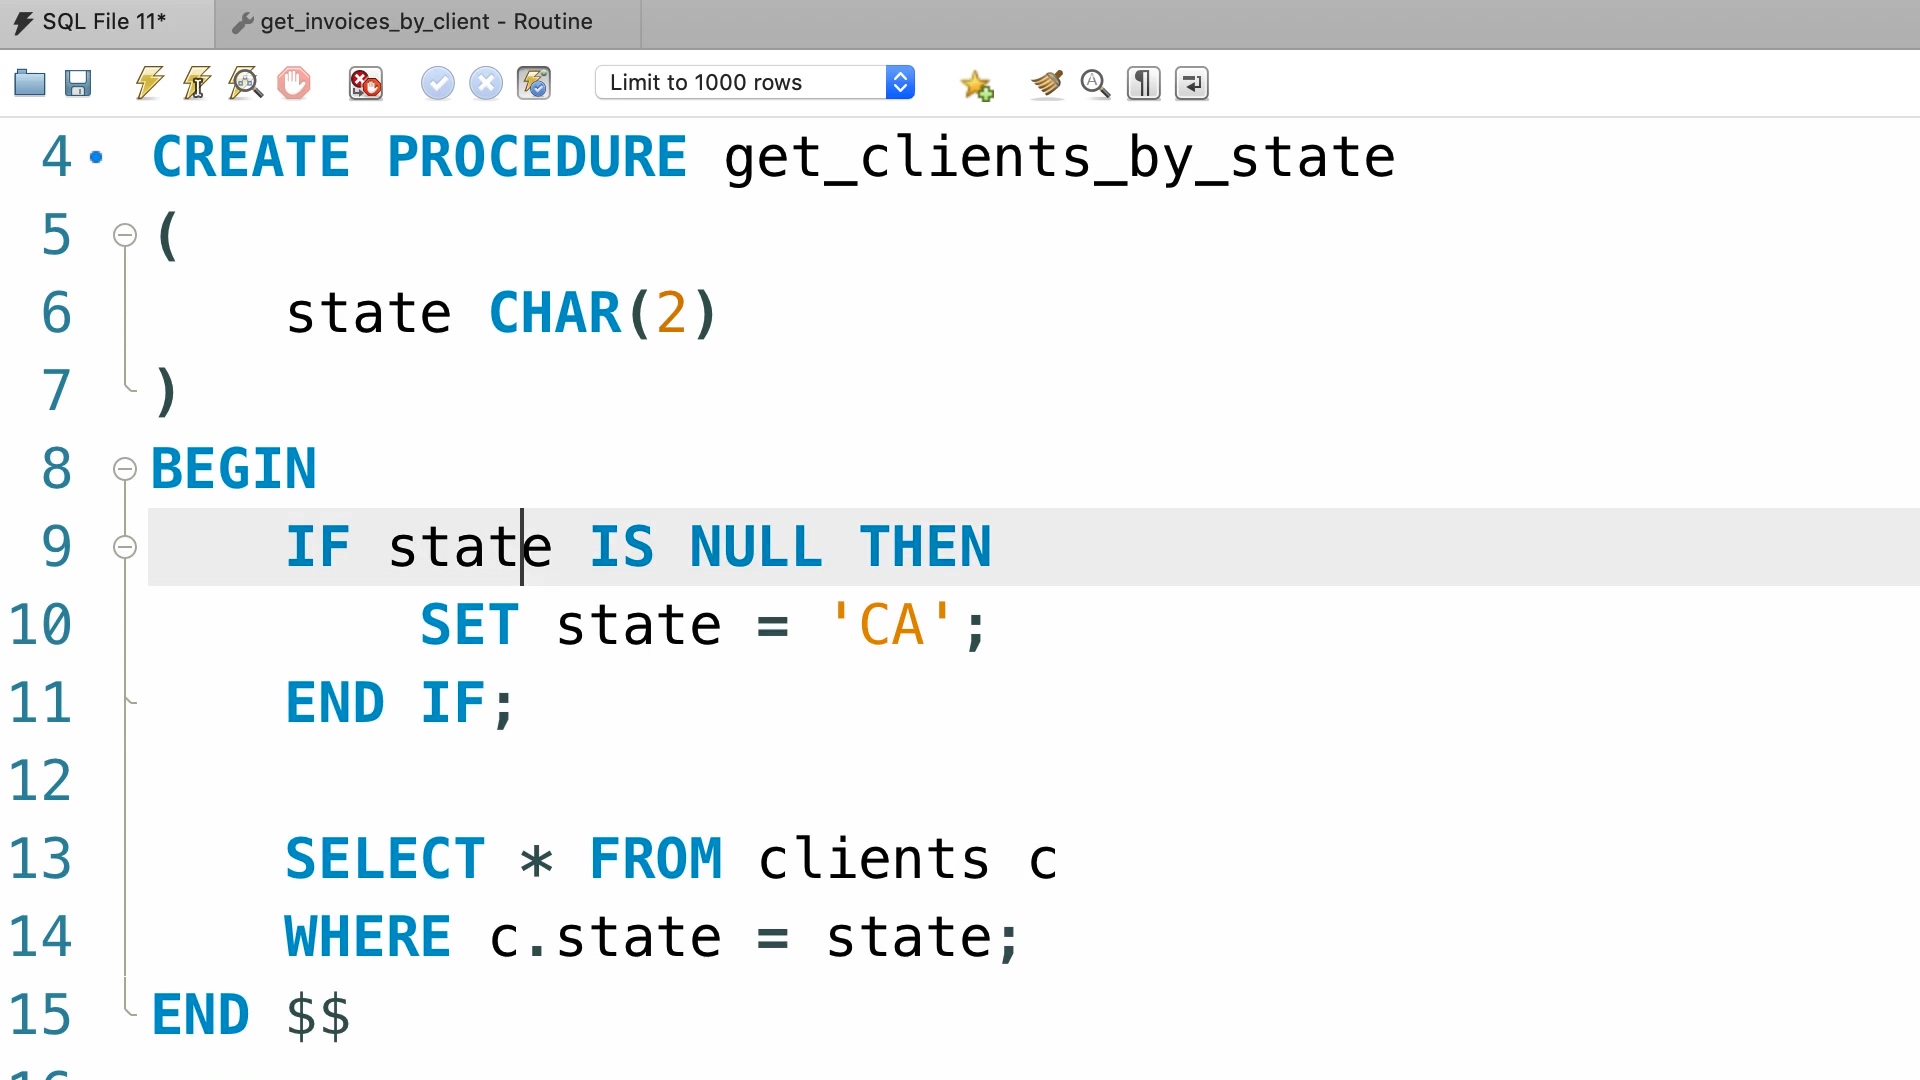 SQL File 11* get_invoices_by_client - Routine
Limit to 1000 rows
4 CREATE PROCEDURE get_clients_by_state
5 (
6 state CHAR(2)
7 )
8 BEGIN
9 IF state IS NULL THEN
10 SET state = 'CA';
11 END IF;
12
13 SELECT * FROM clients c
14 WHERE c.state = state;
15 END $$